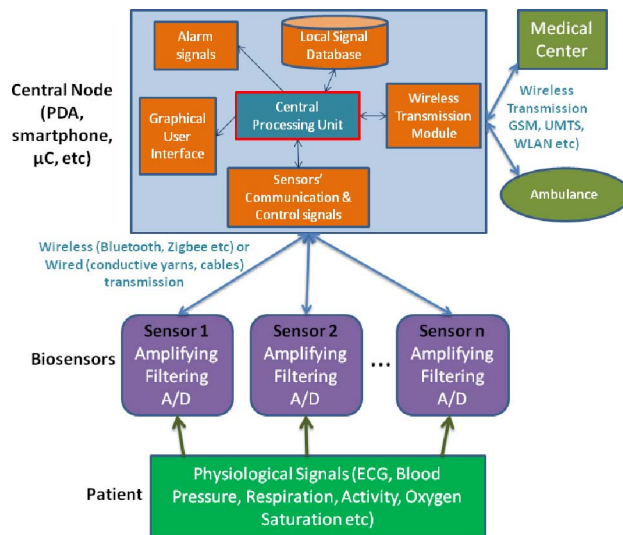 Alarm
signals
Local Signal
Database
Medical
Center
Central Node
(PDA,
smartphone,
µC, etc)
Graphical
User
Interface
Central
Processing Unit
Wireless
Transmission
Module
Wireless
Transmission
GSM, UMTS,
WLAN etc)
Sensors'
Communication &
Control signals
Ambulance
Wireless (Bluetooth, Zigbee etc) or
Wired (conductive yarns, cables)
transmission
Biosensors
Sensor 1
Amplifying
Filtering
A/D
Sensor 2
Amplifying
Filtering
A/D
...
Sensor n
Amplifying
Filtering
A/D
Patient
Physiological Signals (ECG, Blood
Pressure, Respiration, Activity, Oxygen
Saturation etc)